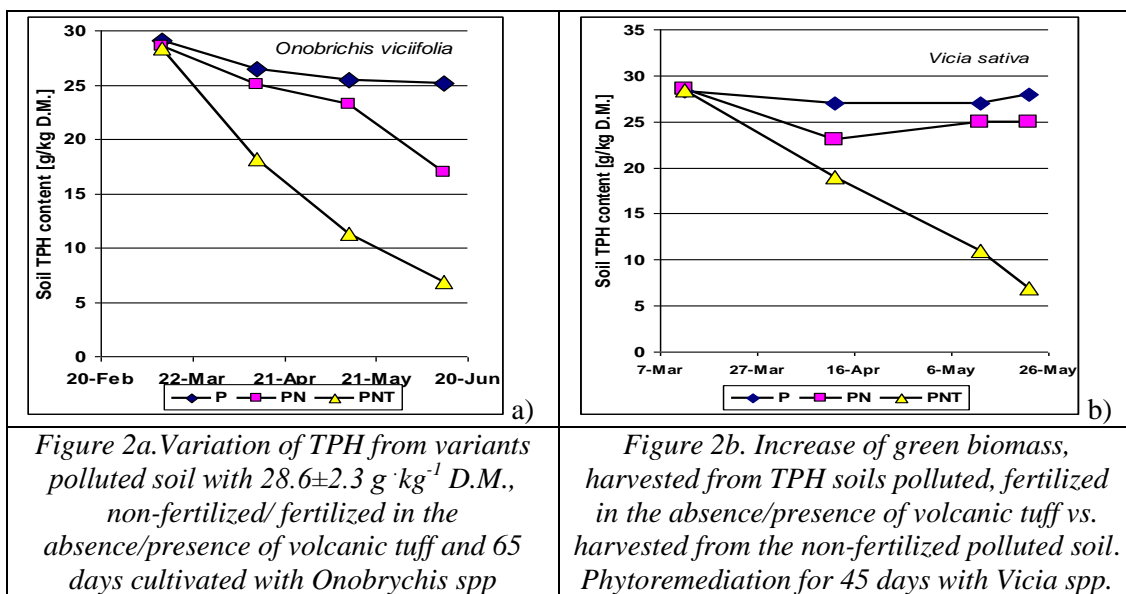 Onobrichis viciifolia
Soil TPH content [g/kg D.M.]
30
25
20
15
10
5
0
20-Feb 22-Mar 21-Apr 21-May 20-Jun
P PN PNT
a)
Vicia sativa
Soil TPH content [g/kg D.M.]
35
30
25
20
15
10
5
0
7-Mar 27-Mar 16-Apr 6-May 26-May
P PN PNT
b)
Figure 2a.Variation of TPH from variants
polluted soil with 28.6±2.3 g ·kg-1 D.M.,
non-fertilized/ fertilized in the
absence/presence of volcanic tuff and 65
days cultivated with Onobrychis spp
Figure 2b. Increase of green biomass,
harvested from TPH soils polluted, fertilized
in the absence/presence of volcanic tuff vs.
harvested from the non-fertilized polluted soil.
Phytoremediation for 45 days with Vicia spp.